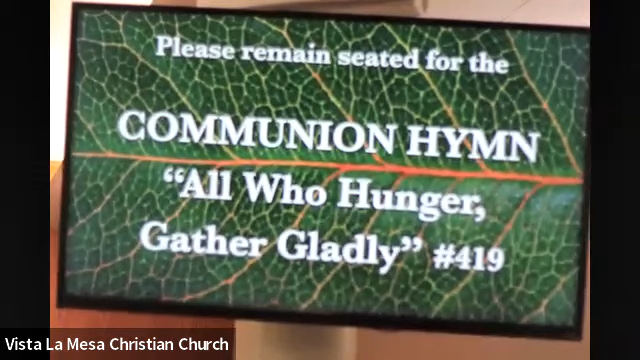 Please remain seated for the
COMMUNION HYMN
“All Who Hunger,
Gather Gladly” #419
Vista La Mesa Christian Church